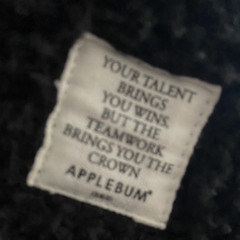 YOUR TALENT
BRINGS
YOU WINS.
BUT THE
TEAMWORK
BRINGS YOU THE
CROWN
APPLEBUM